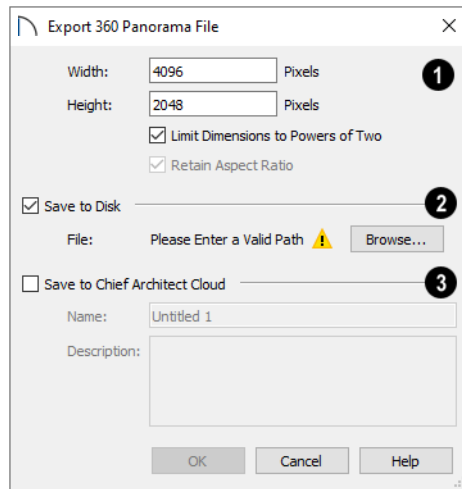 Export 360 Panorama File
Width: 4096 Pixels 1
Height: 2048 Pixels
Limit Dimensions to Powers of Two
Retain Aspect Ratio
Save to Disk 2
File: Please Enter a Valid Path Browse...
Save to Chief Architect Cloud 3
Name: Untitled 1
Description:
OK Cancel Help